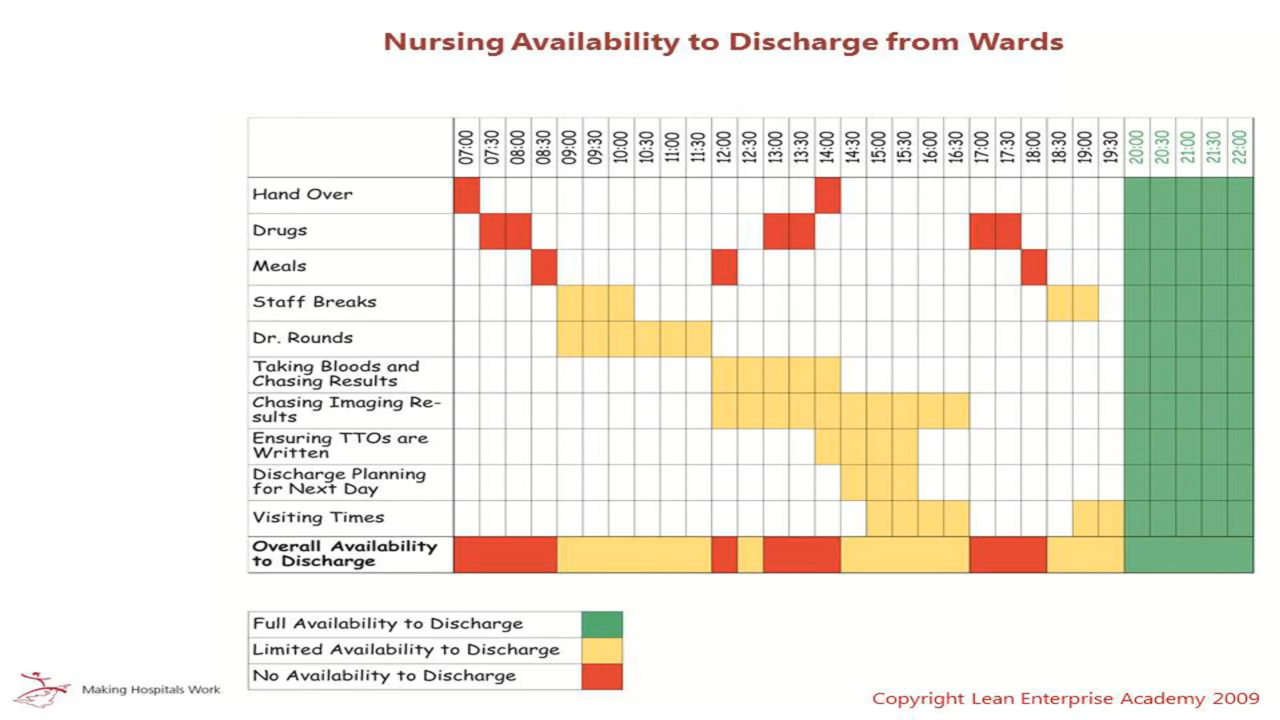 Nursing Availability to Discharge from Wards
07:00 07:30 08:00 08:30 09:00 09:30 10:00 10:30 11:00 11:30 12:00 12:30 13:00 13:30 14:00 14:30 15:00 15:30 16:00 16:30 17:00 17:30 18:00 18:30 19:00 19:30 20:00 20:30 21:00 21:30 22:00
Hand Over
Drugs
Meals
Staff Breaks
Dr. Rounds
Taking Bloods and
Chasing Results
Chasing Imaging Re-
sults
Ensuring TTOs are
Written
Discharge Planning
for Next Day
Visiting Times
Overall Availability
to Discharge
Full Availability to Discharge
Limited Availability to Discharge
No Availability to Discharge
Making Hospitals Work
Copyright Lean Enterprise Academy 2009